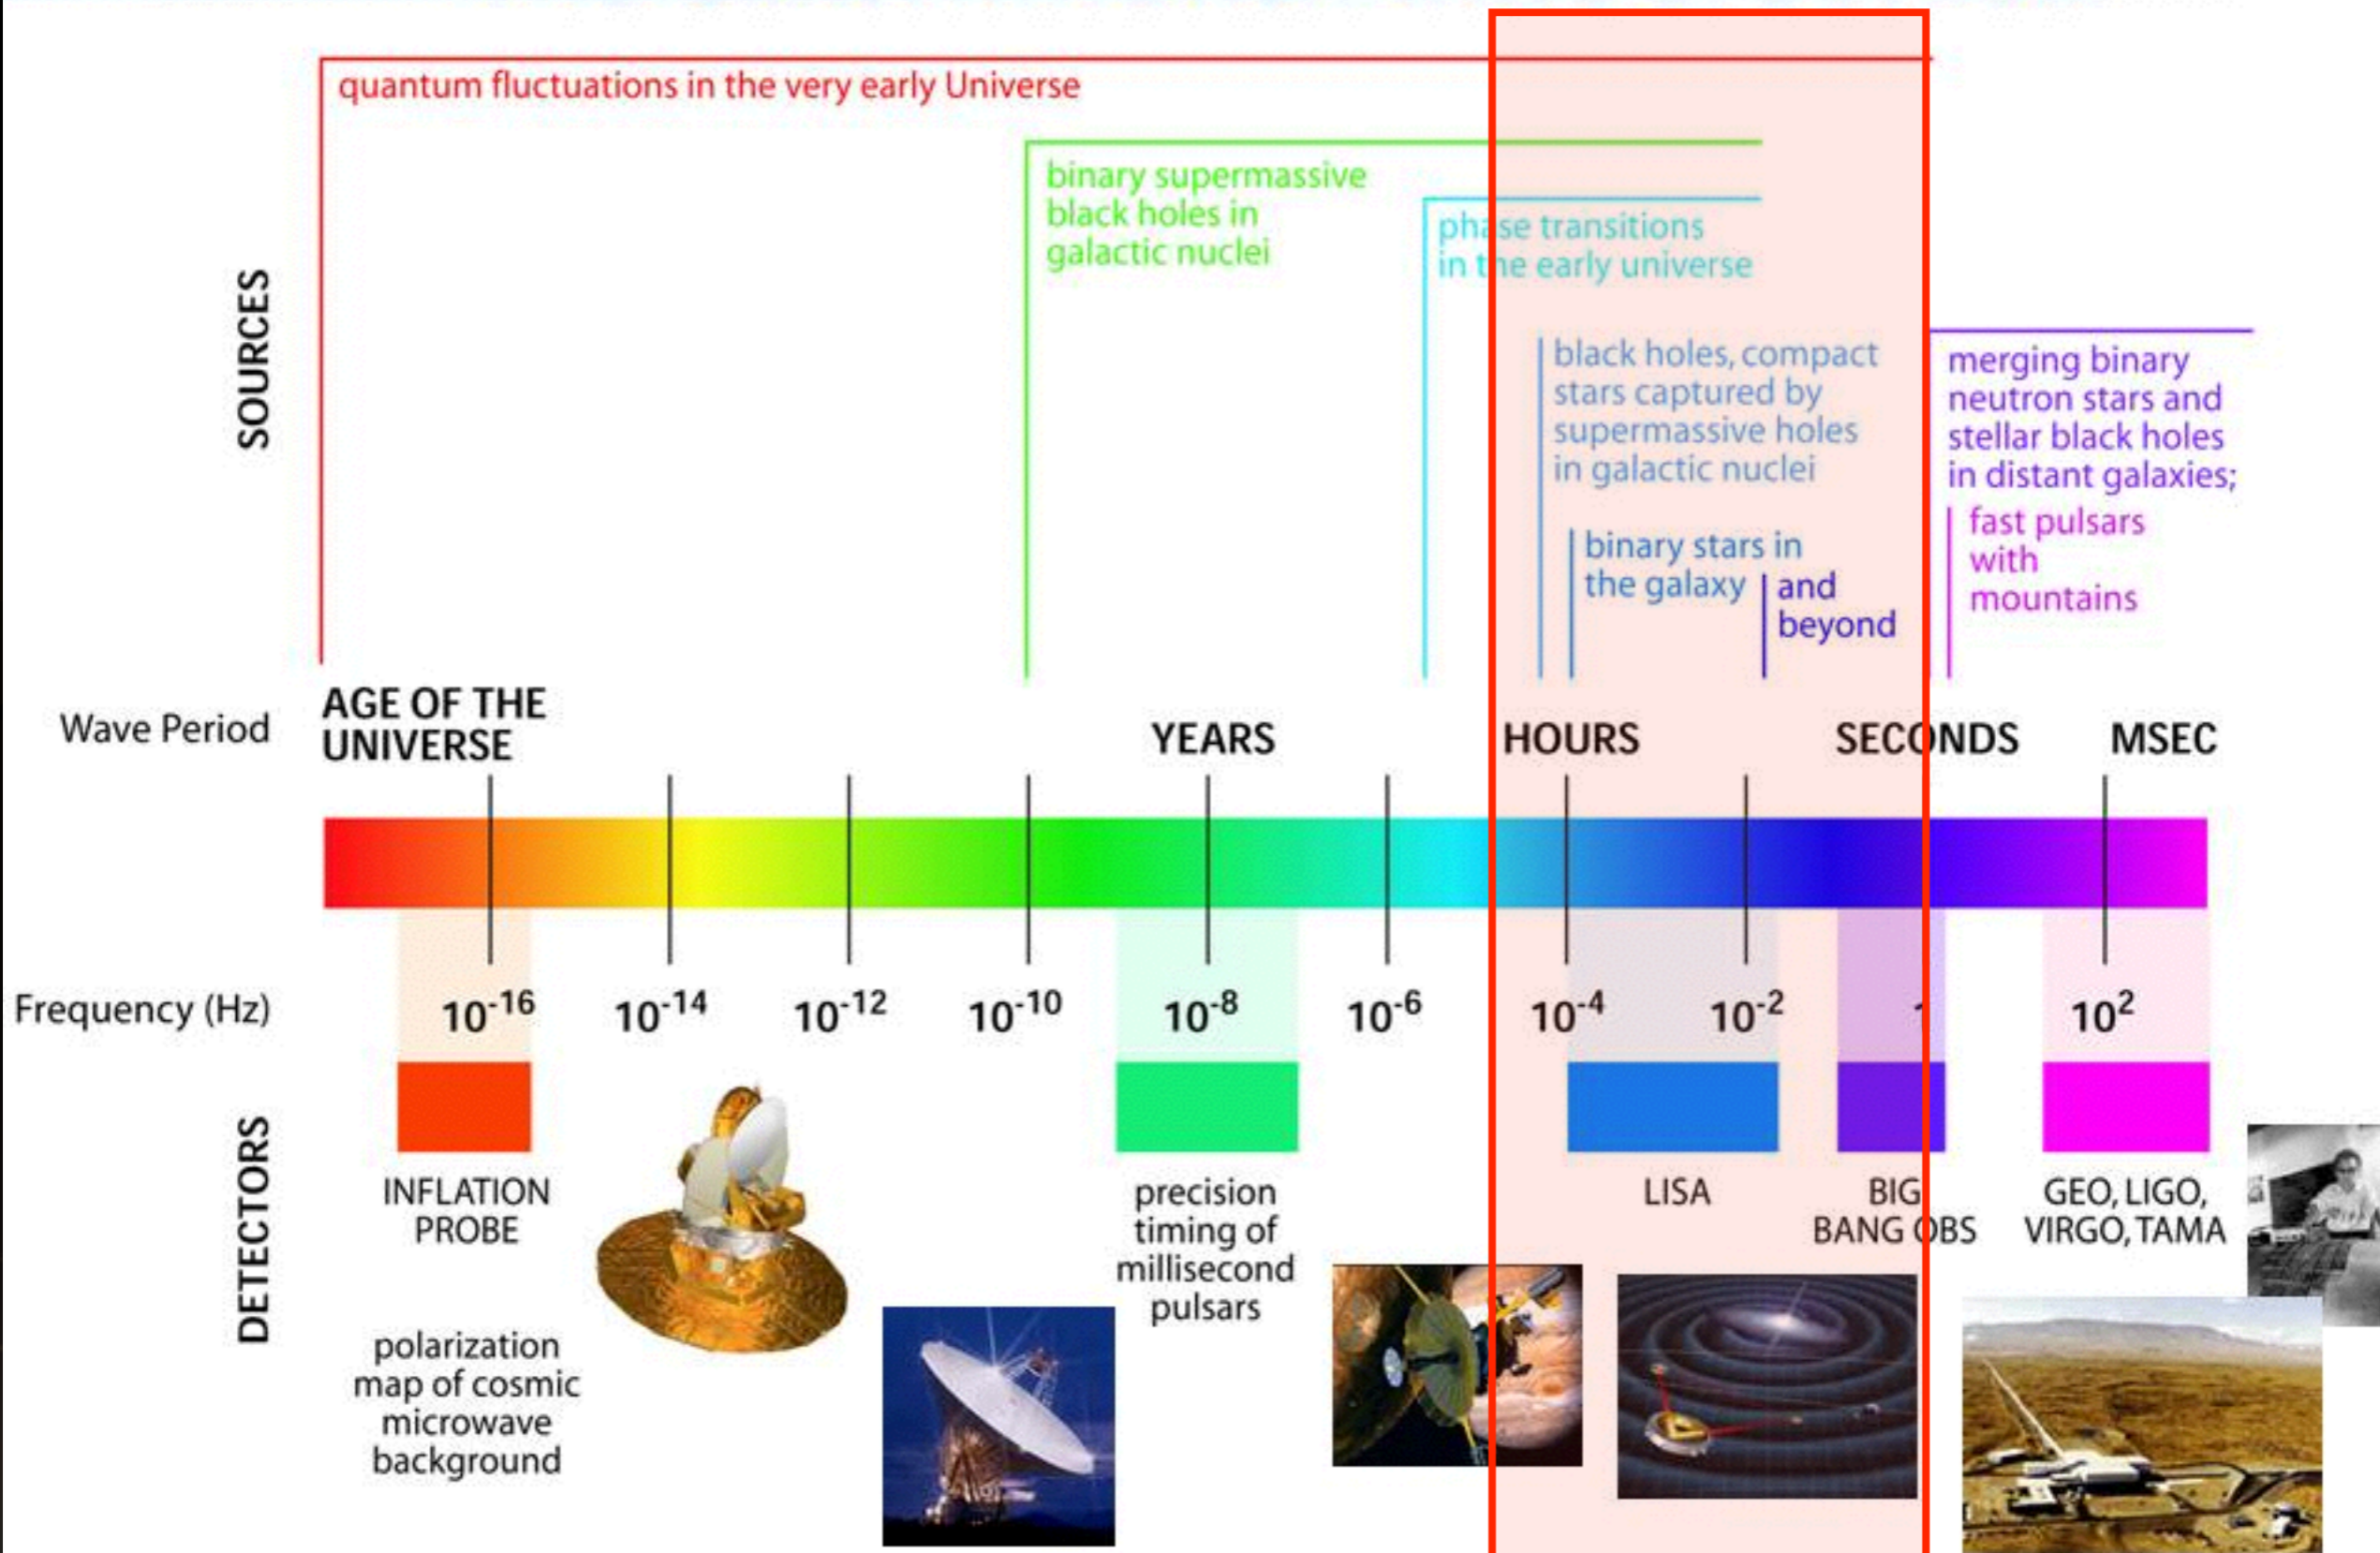 quantum fluctuations in the very early Universe
binary supermassive
black holes in
galactic nuclei
phase transitions
in the early universe
black holes, compact
stars captured by
supermassive holes
in galactic nuclei
binary stars in
the galaxy
and
beyond
merging binary
neutron stars and
stellar black holes
in distant galaxies;
fast pulsars
with
mountains
SOURCES
Wave Period
AGE OF THE
UNIVERSE
YEARS
HOURS
SECONDS
MSEC
Frequency (Hz)
10⁻¹⁶
10⁻¹⁴
10⁻¹²
10⁻¹⁰
10⁻⁸
10⁻⁶
10⁻⁴
10⁻²
1
10²
DETECTORS
INFLATION
PROBE
polarization
map of cosmic
microwave
background
precision
timing of
millisecond
pulsars
LISA
BIG
BANG OBS
GEO, LIGO,
VIRGO, TAMA